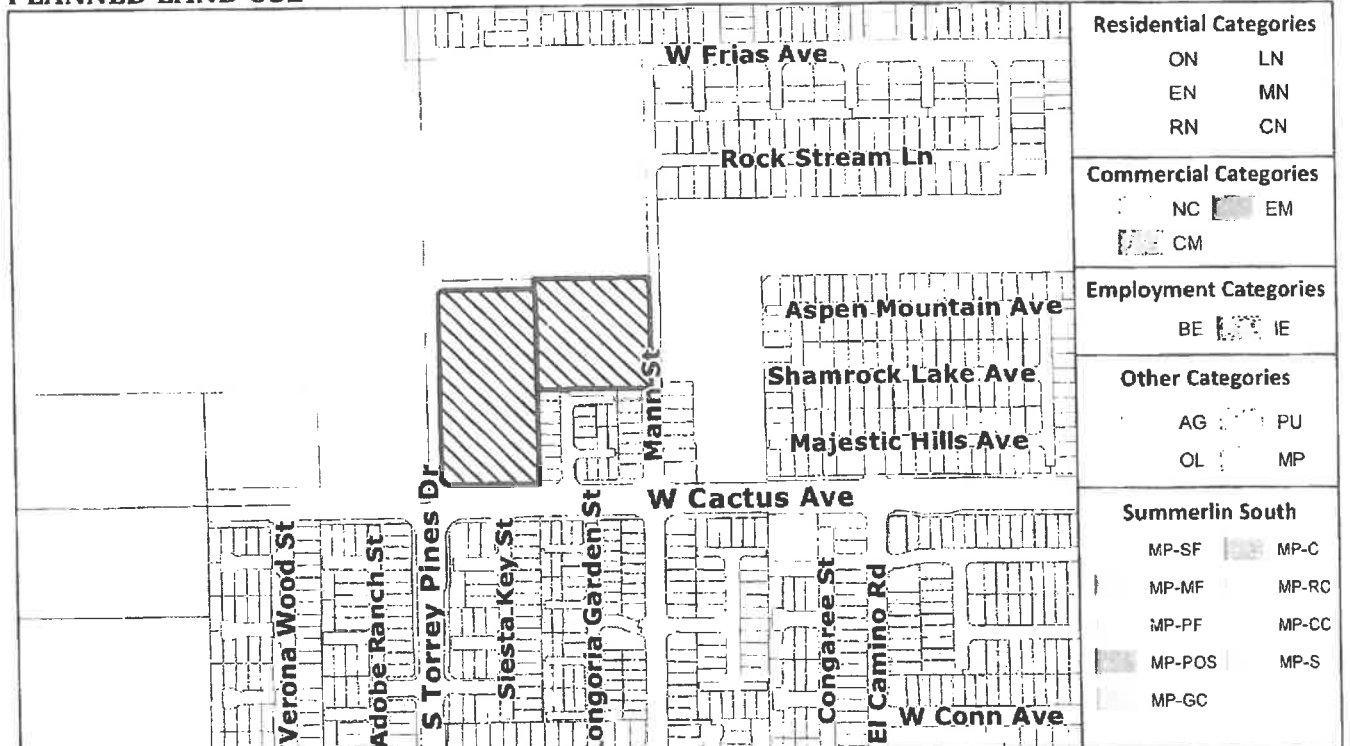 PLANNED LAND USE
W Frias Ave
Rock Stream Ln
Aspen Mountain Ave
Shamrock Lake Ave
Majestic Hills Ave
Mann St
W Cactus Ave
Verona Wood St
Adobe Ranch St
S Torrey Pines Dr
Siesta Key St
ongoria Garden St
Congaree St
El Camino Rd
W Conn Ave
Residential Categories
ON LN
EN MN
RN CN
Commercial Categories
NC EM
CM
Employment Categories
BE IE
Other Categories
AG PU
OL MP
Summerlin South
MP-SF MP-C
MP-MF MP-RC
MP-PF MP-CC
MP-POS MP-S
MP-GC